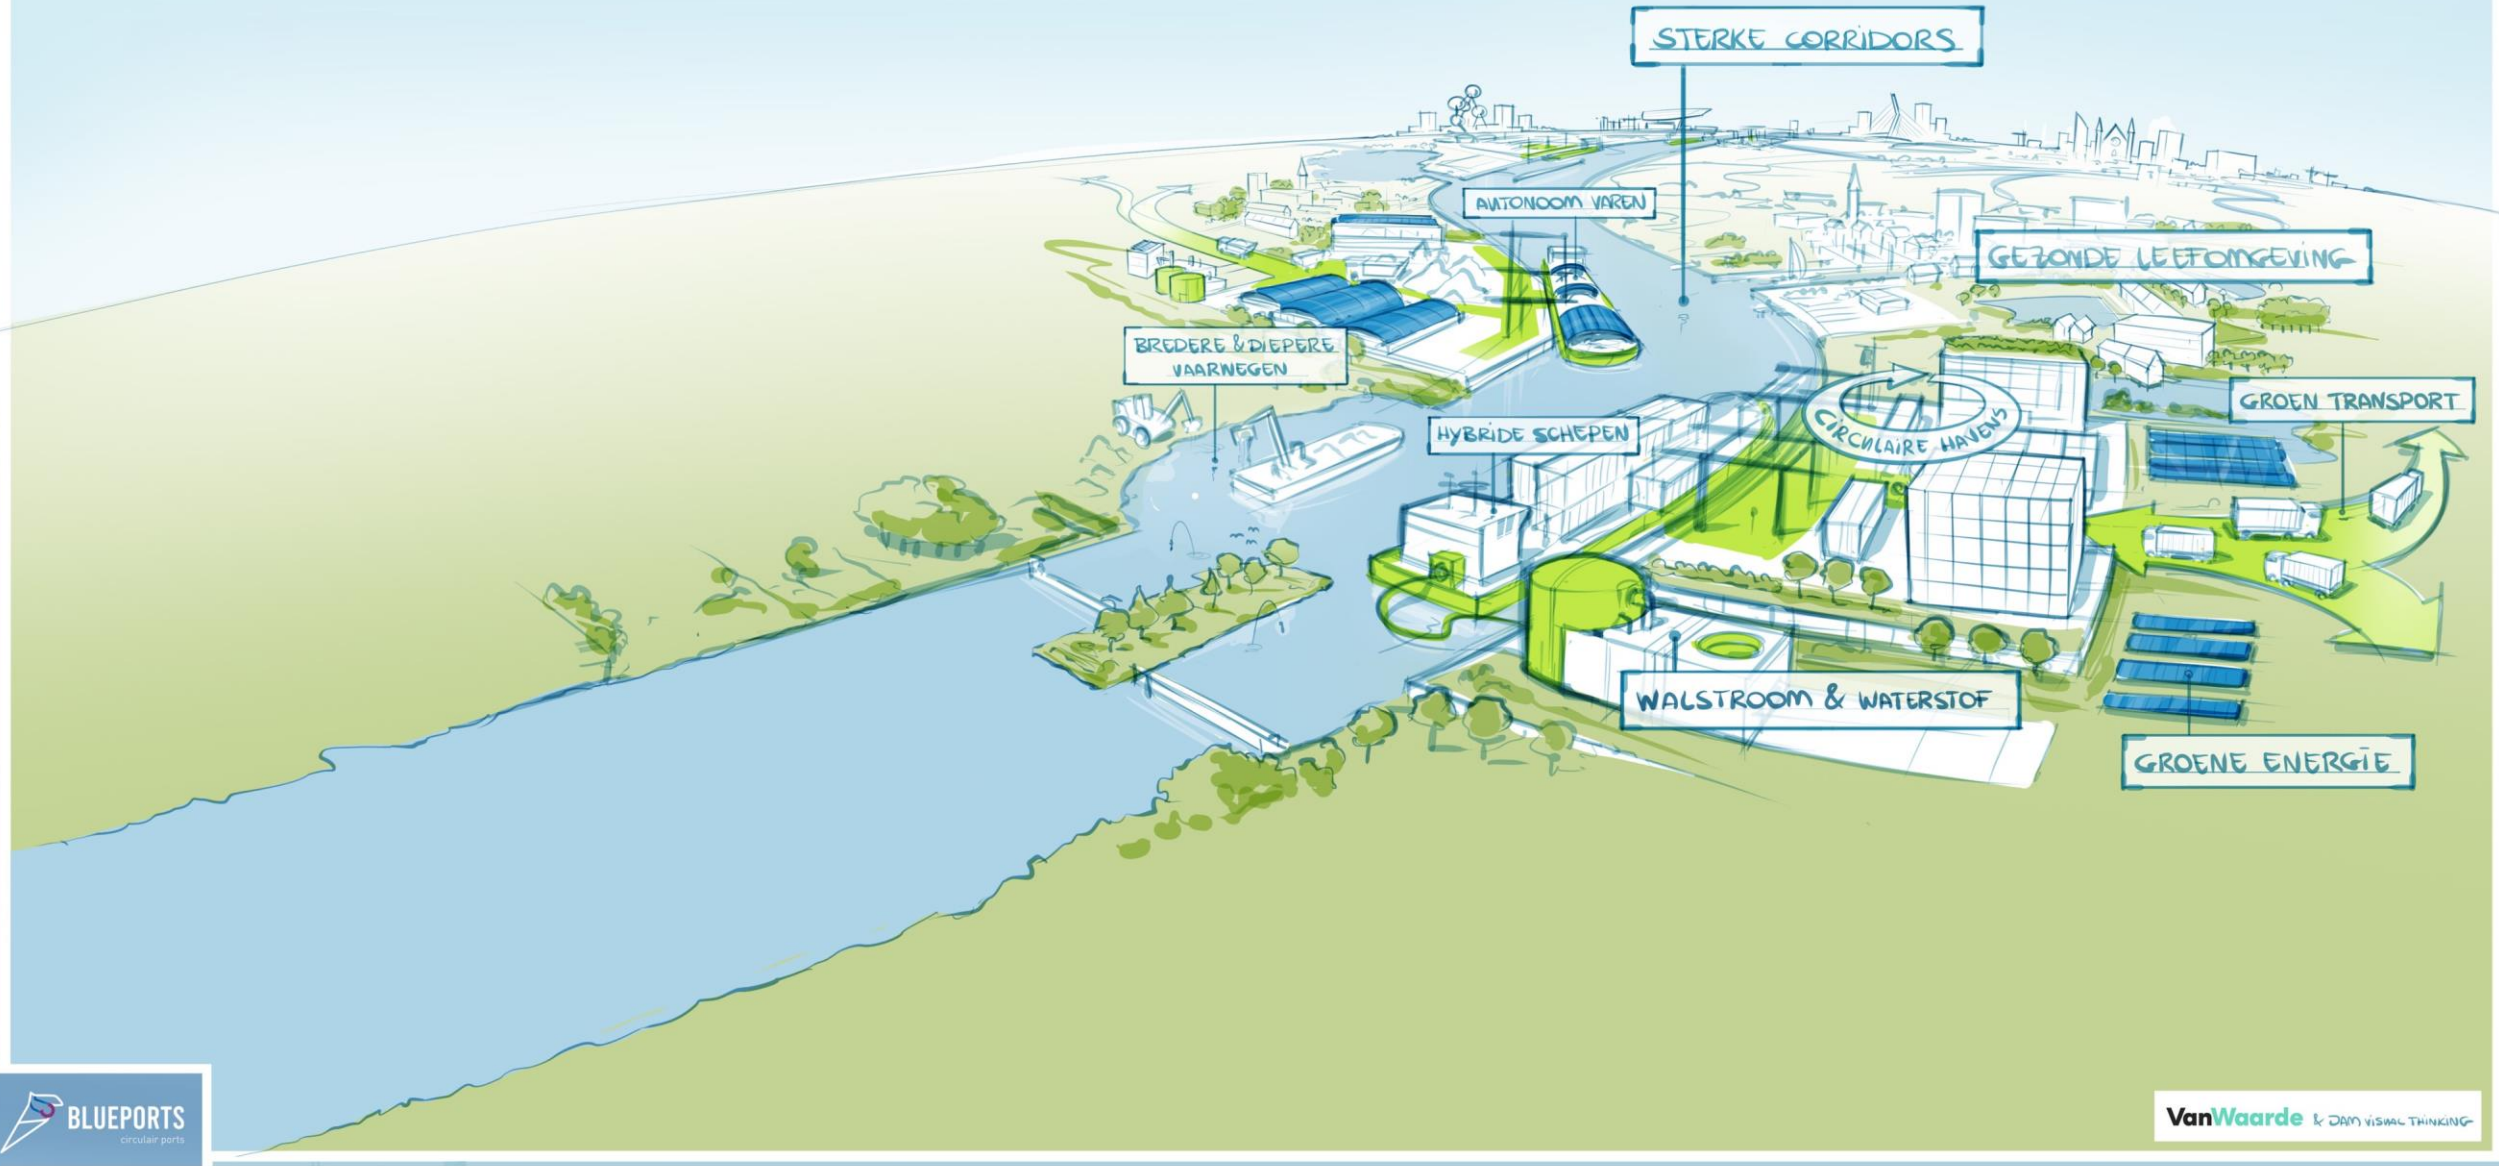 STERKE CORRIDORS
AUTONOOM VAREN
GEZONDE LEEFOMGEVING
BREDERE & DIEPERE
VAARWEGEN
GROEN TRANSPORT
CIRCULAIRE HAVENS
HYBRIDE SCHEPEN
WALSTROOM & WATERSTOF
GROENE ENERGIE
BLUEPORTS
circulair ports
VanWaarde & JAM VISUAL THINKING